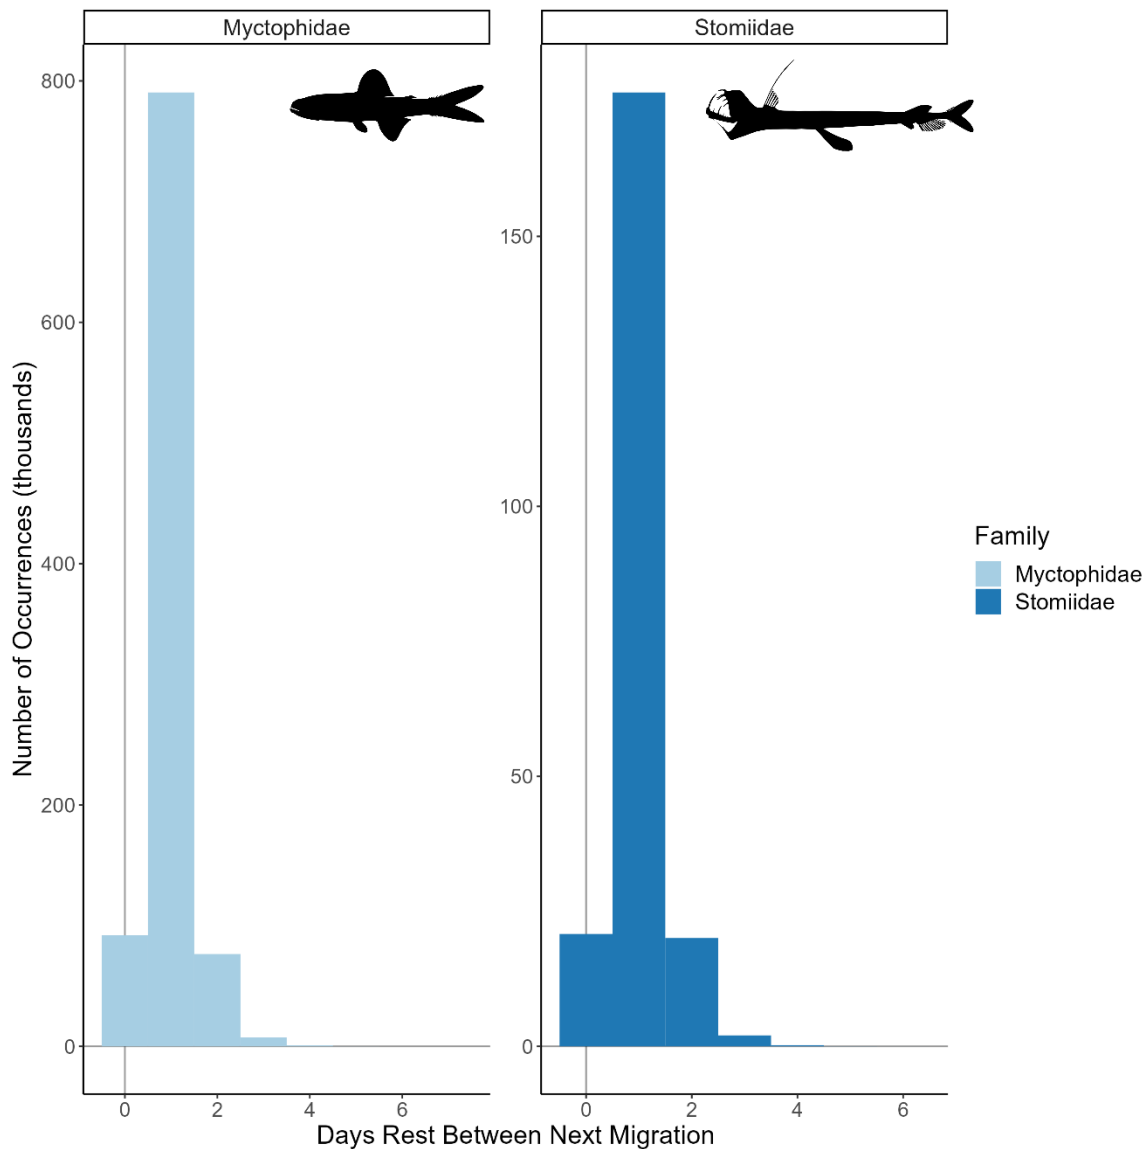 Myctophidae
Stomiidae
Number of Occurrences (thousands)
800
600
400
200
0
150
100
50
0
0 2 4 6
0 2 4 6
Days Rest Between Next Migration
Family
Myctophidae
Stomiidae